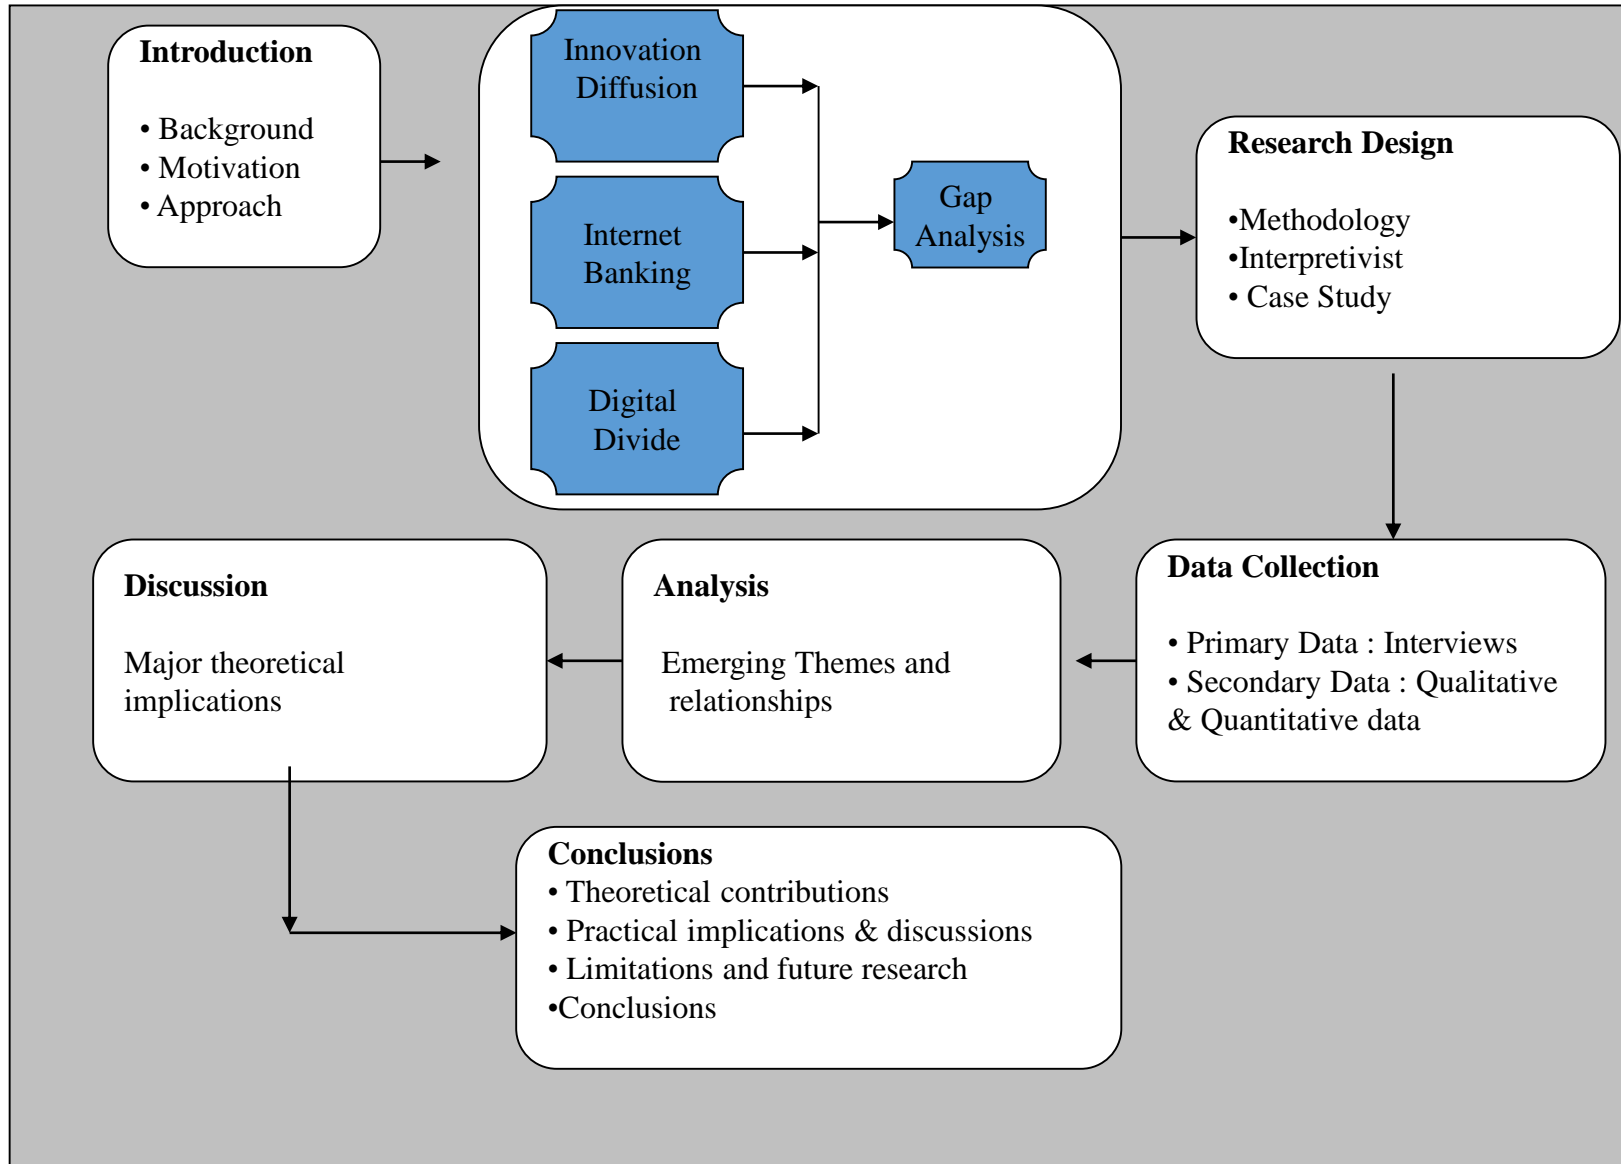 Introduction
• Background
• Motivation
• Approach
Innovation
Diffusion
Internet
Banking
Digital
Divide
Gap
Analysis
Research Design
•Methodology
•Interpretivist
• Case Study
Data Collection
• Primary Data : Interviews
• Secondary Data : Qualitative
& Quantitative data
Analysis
Emerging Themes and
relationships
Discussion
Major theoretical
implications
Conclusions
• Theoretical contributions
• Practical implications & discussions
• Limitations and future research
•Conclusions